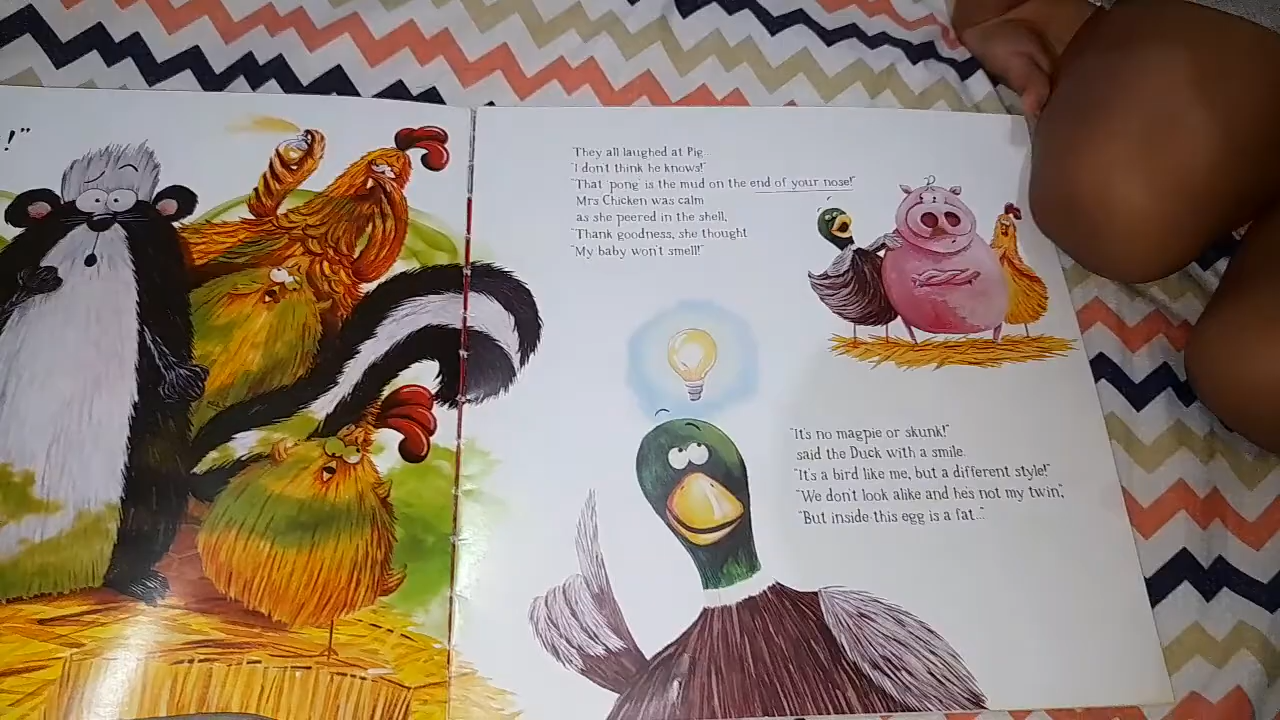 !"
"They all laughed at Pig.
"I don't think he knows!"
"That 'pong' is the mud on the end of your nose!"
Mrs Chicken was calm
as she peered in the shell,
"Thank goodness, she thought
"My baby won't smell!"
"It's no magpie or skunk!"
said the Duck with a smile.
"It's a bird like me, but a different style!"
"We don't look alike and he's not my twin",
"But inside this egg is a fat..."